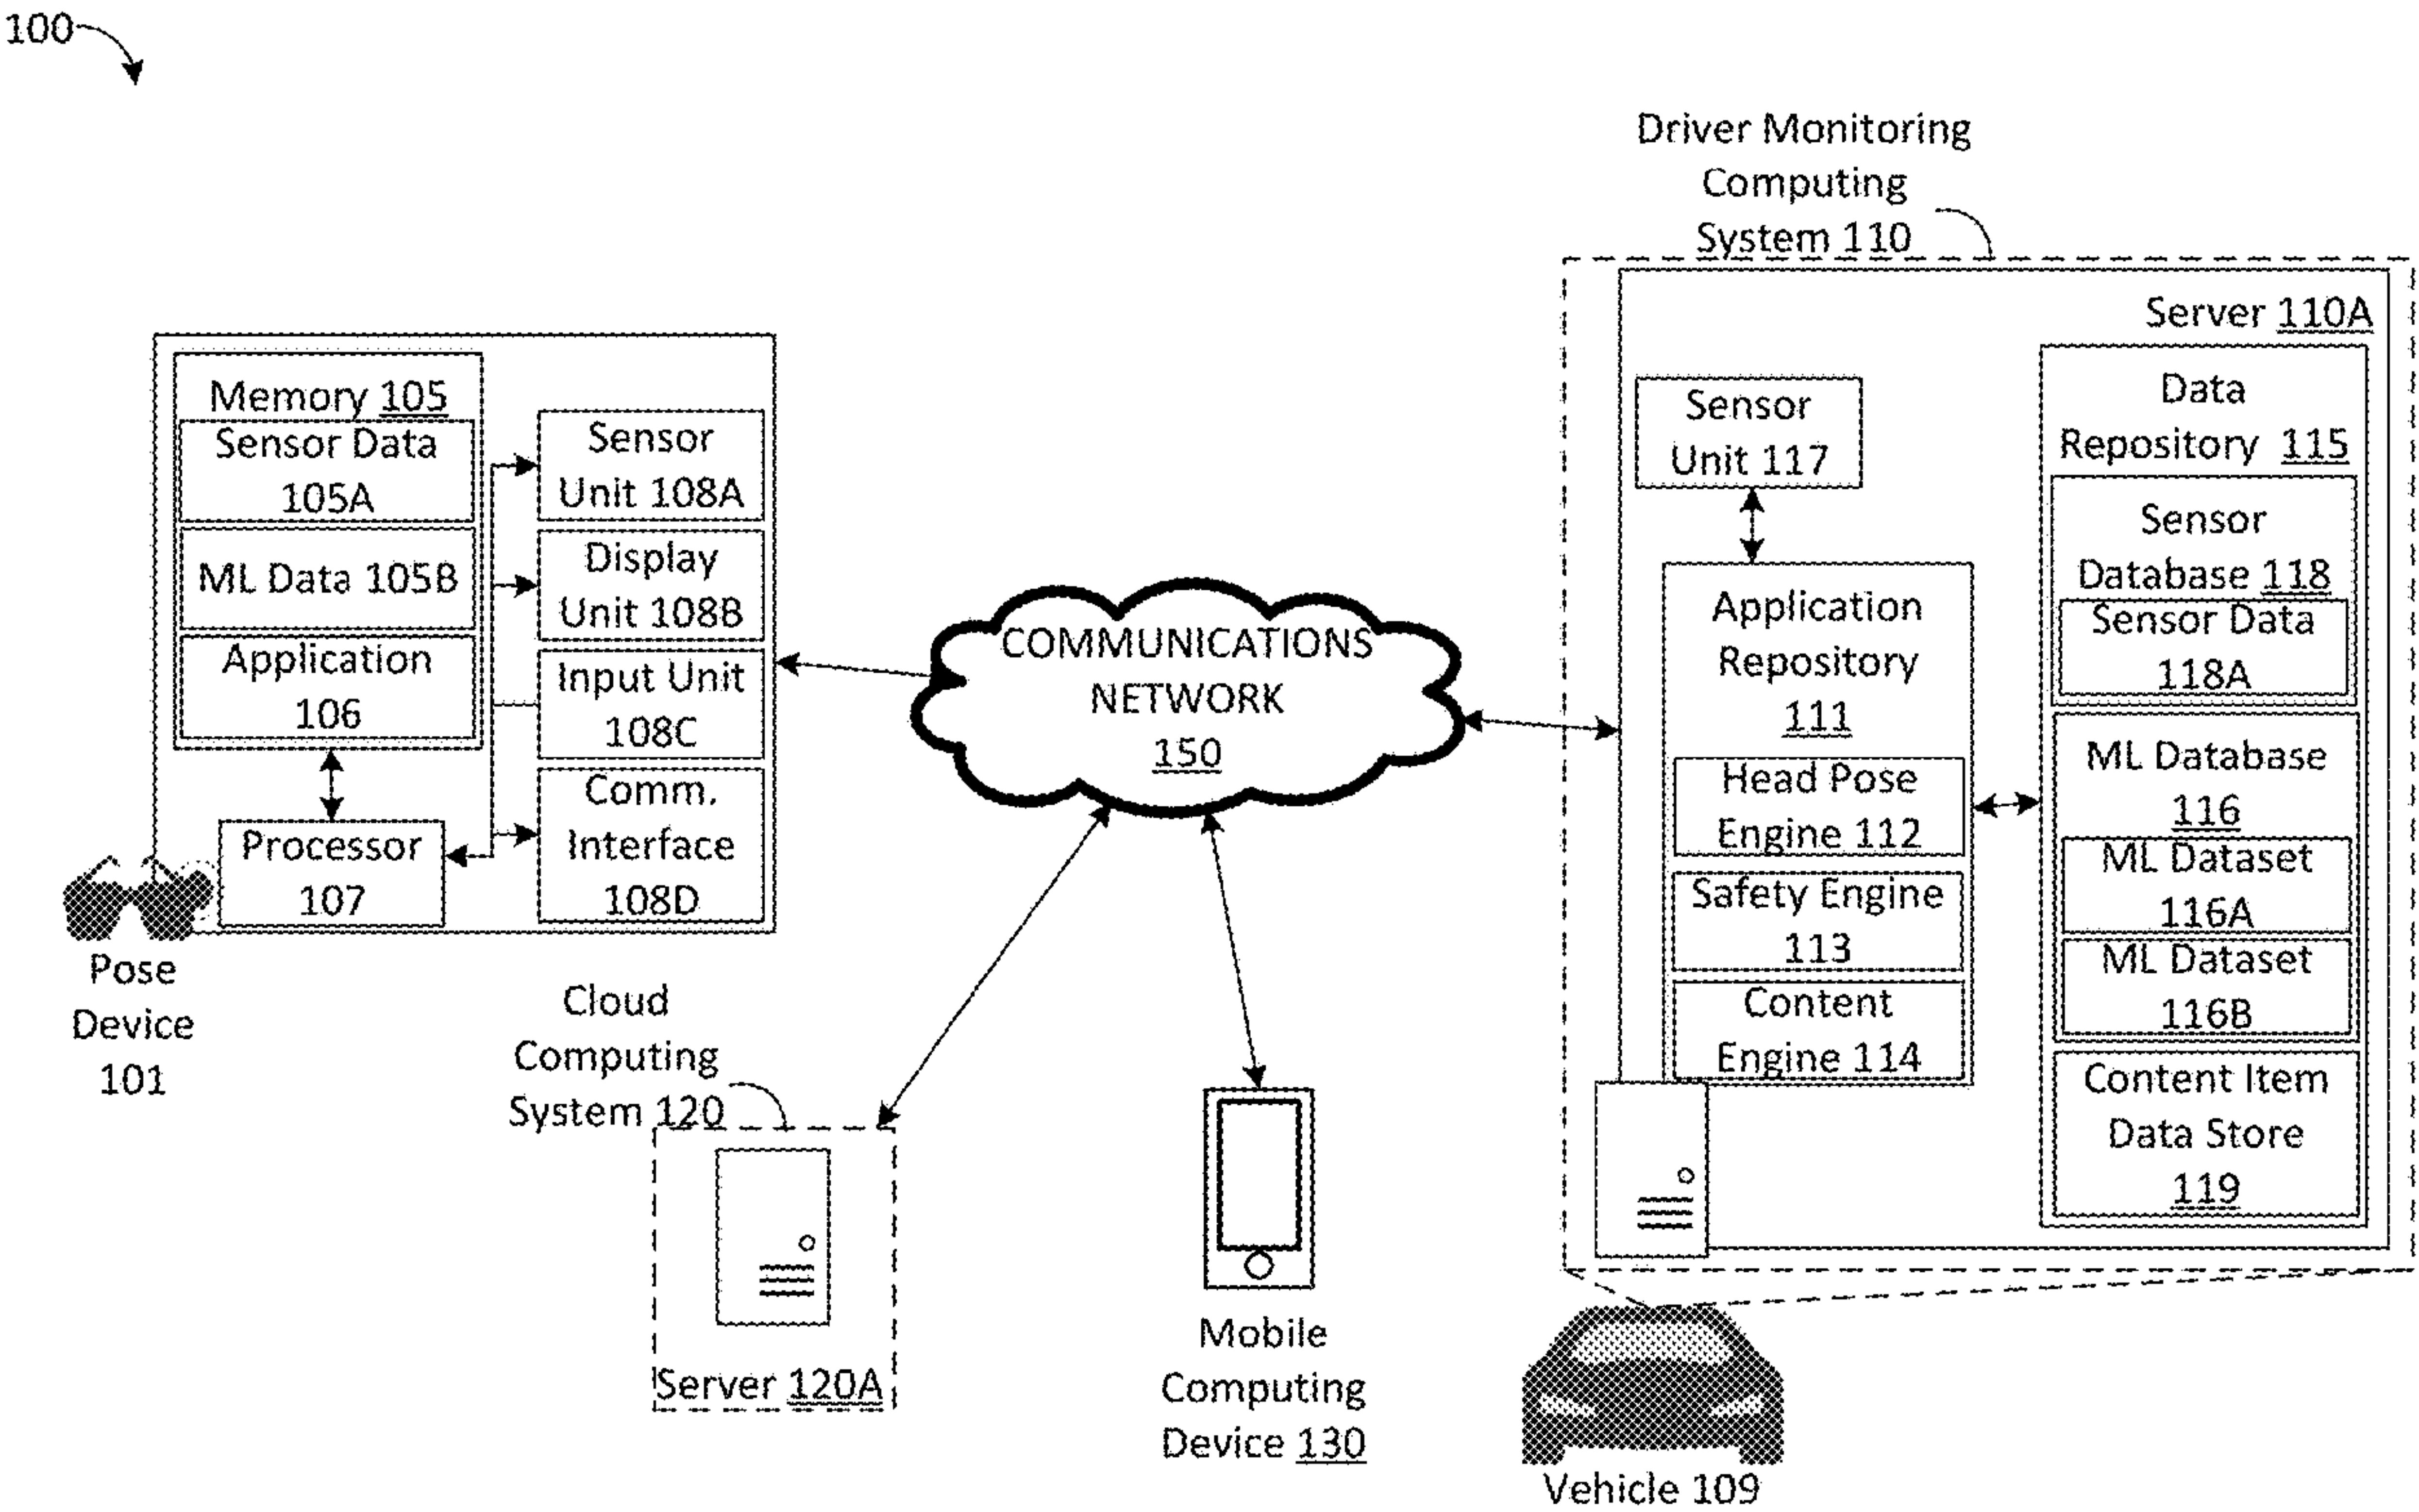 100
Memory 105
Sensor Data
105A
ML Data 105B
Application
106
Processor
107
Sensor
Unit 108A
Display
Unit 108B
Input Unit
108C
Comm.
Interface
108D
Pose
Device
101
COMMUNICATIONS
NETWORK
150
Cloud
Computing
System 120
Server 120A
Mobile
Computing
Device 130
Driver Monitoring
Computing
System 110
Server 110A
Sensor
Unit 117
Application
Repository
111
Head Pose
Engine 112
Safety Engine
113
Content
Engine 114
Data
Repository 115
Sensor
Database 118
Sensor Data
118A
ML Database
116
ML Dataset
116A
ML Dataset
116B
Content Item
Data Store
119
Vehicle 109